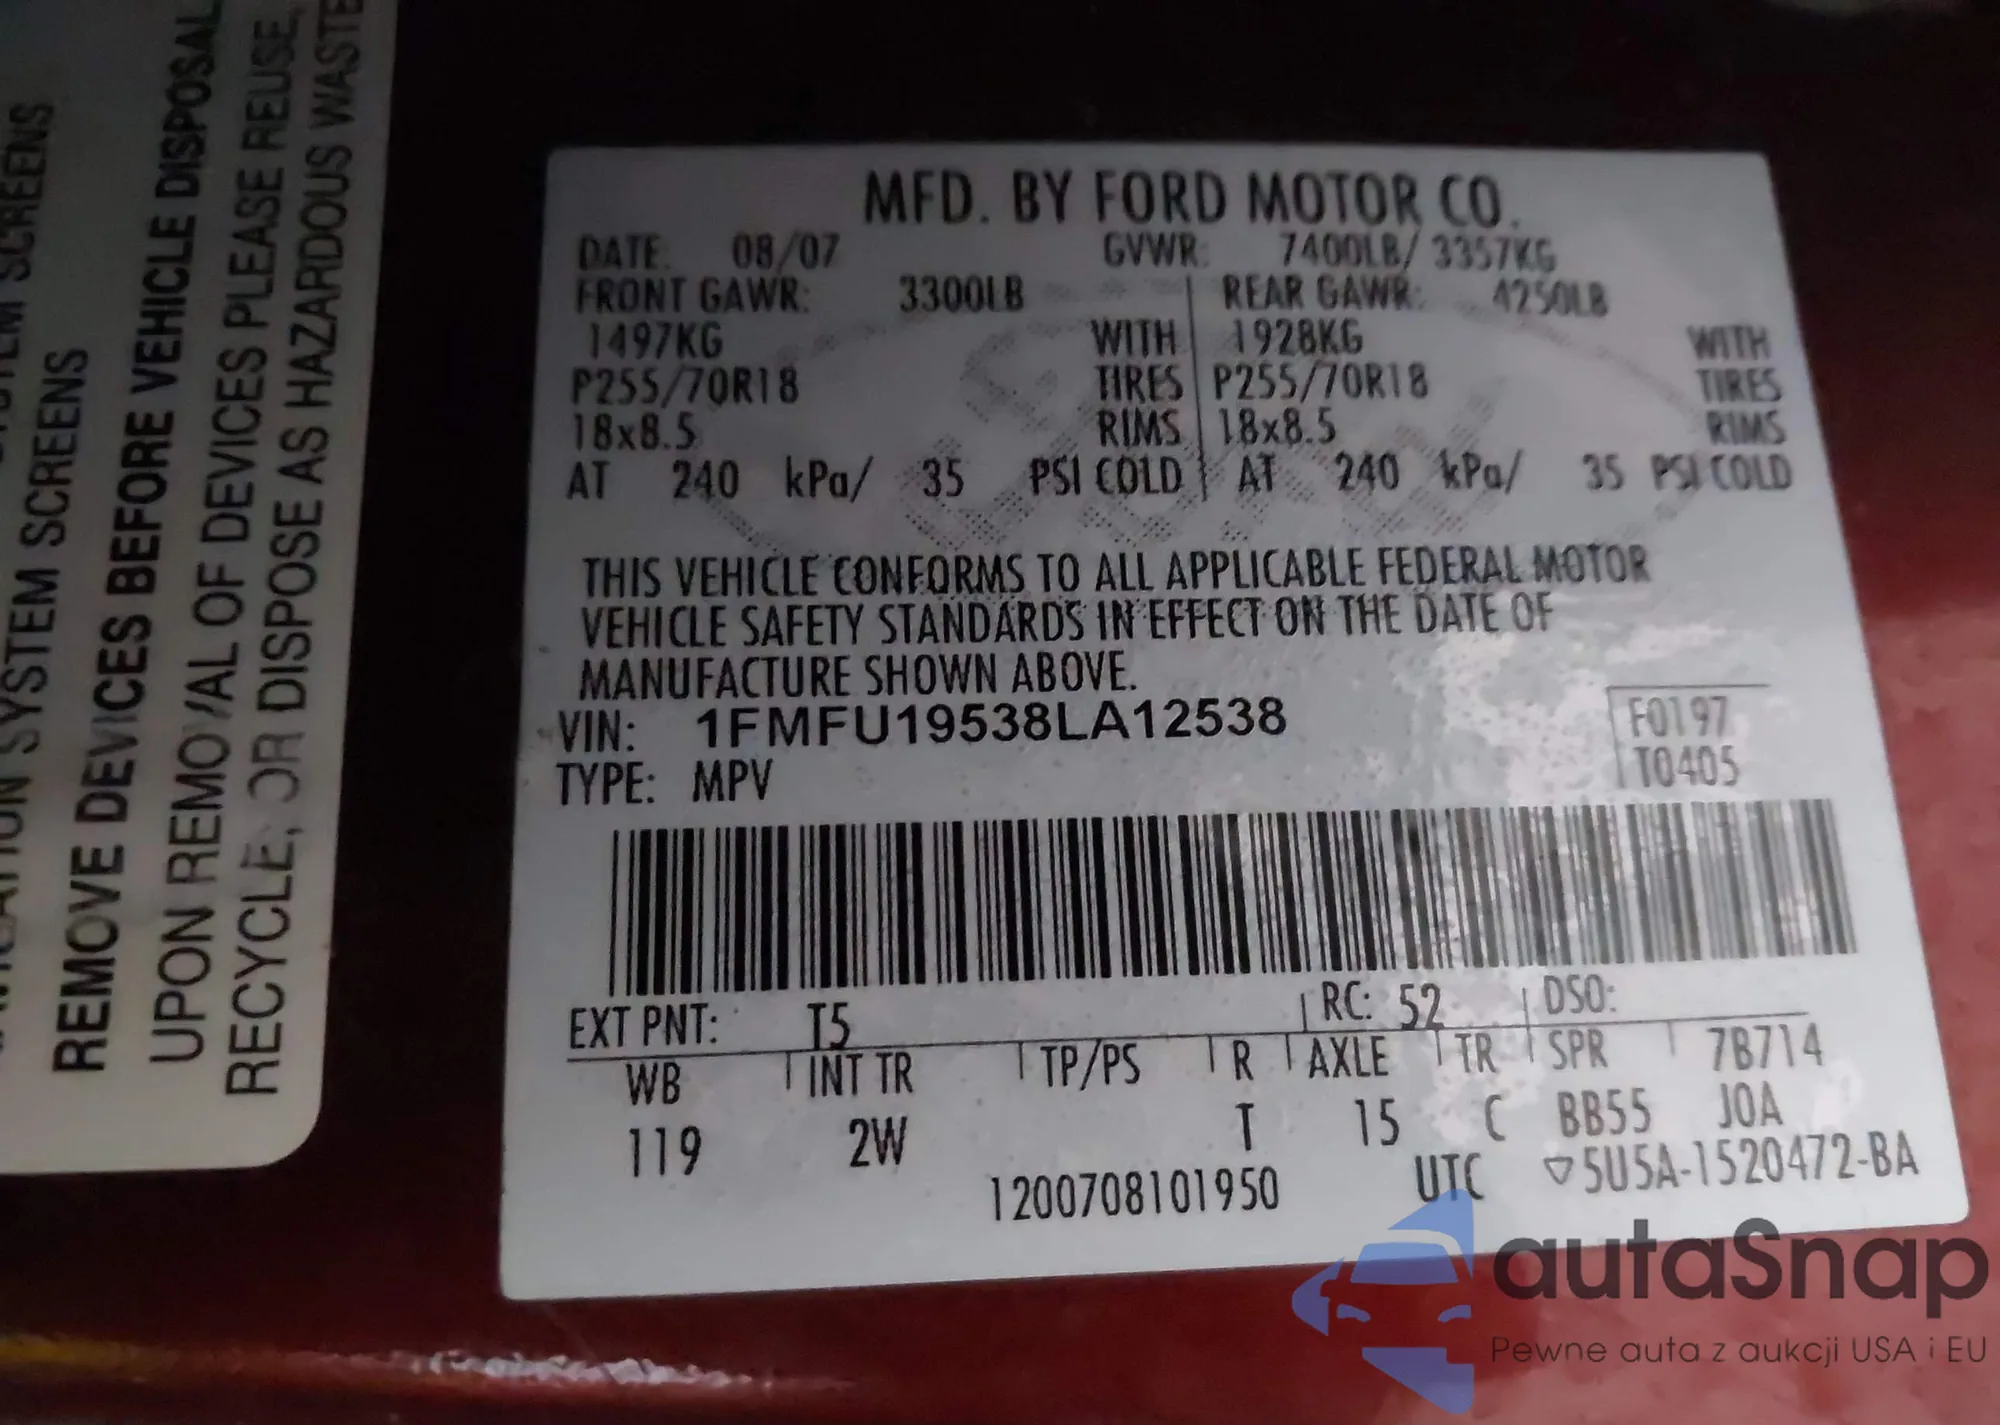 SYSTEM SCREENS
REMOVE DEVICES BEFORE VEHICLE DISPOSAL
UPON REMOVAL OF DEVICES PLEASE REUSE,
RECYCLE, OR DISPOSE AS HAZARDOUS WASTE
MFD. BY FORD MOTOR CO.
DATE: 08/07 GVWR: 7400LB/ 3357KG
FRONT GAWR: 3300LB REAR GAWR: 4250LB
1497KG WITH 1928KG WITH
P255/70R18 TIRES P255/70R18 TIRES
18x8.5 RIMS 18x8.5 RIMS
AT 240 kPa/ 35 PSI COLD AT 240 kPa/ 35 PSI COLD
THIS VEHICLE CONFORMS TO ALL APPLICABLE FEDERAL MOTOR
VEHICLE SAFETY STANDARDS IN EFFECT ON THE DATE OF
MANUFACTURE SHOWN ABOVE.
VIN: 1FMFU19538LA12538
F0197
TYPE: MPV
T0405
EXT PNT: T5 RC: 52 DSO:
WB INT TR TP/PS R AXLE TR SPR 7B714
119 2W T 15 C BB55 JOA
1200708101950 UTC ▽5U5A-1520472-BA
autaSnap
Pewne auta z aukcji USA i EU